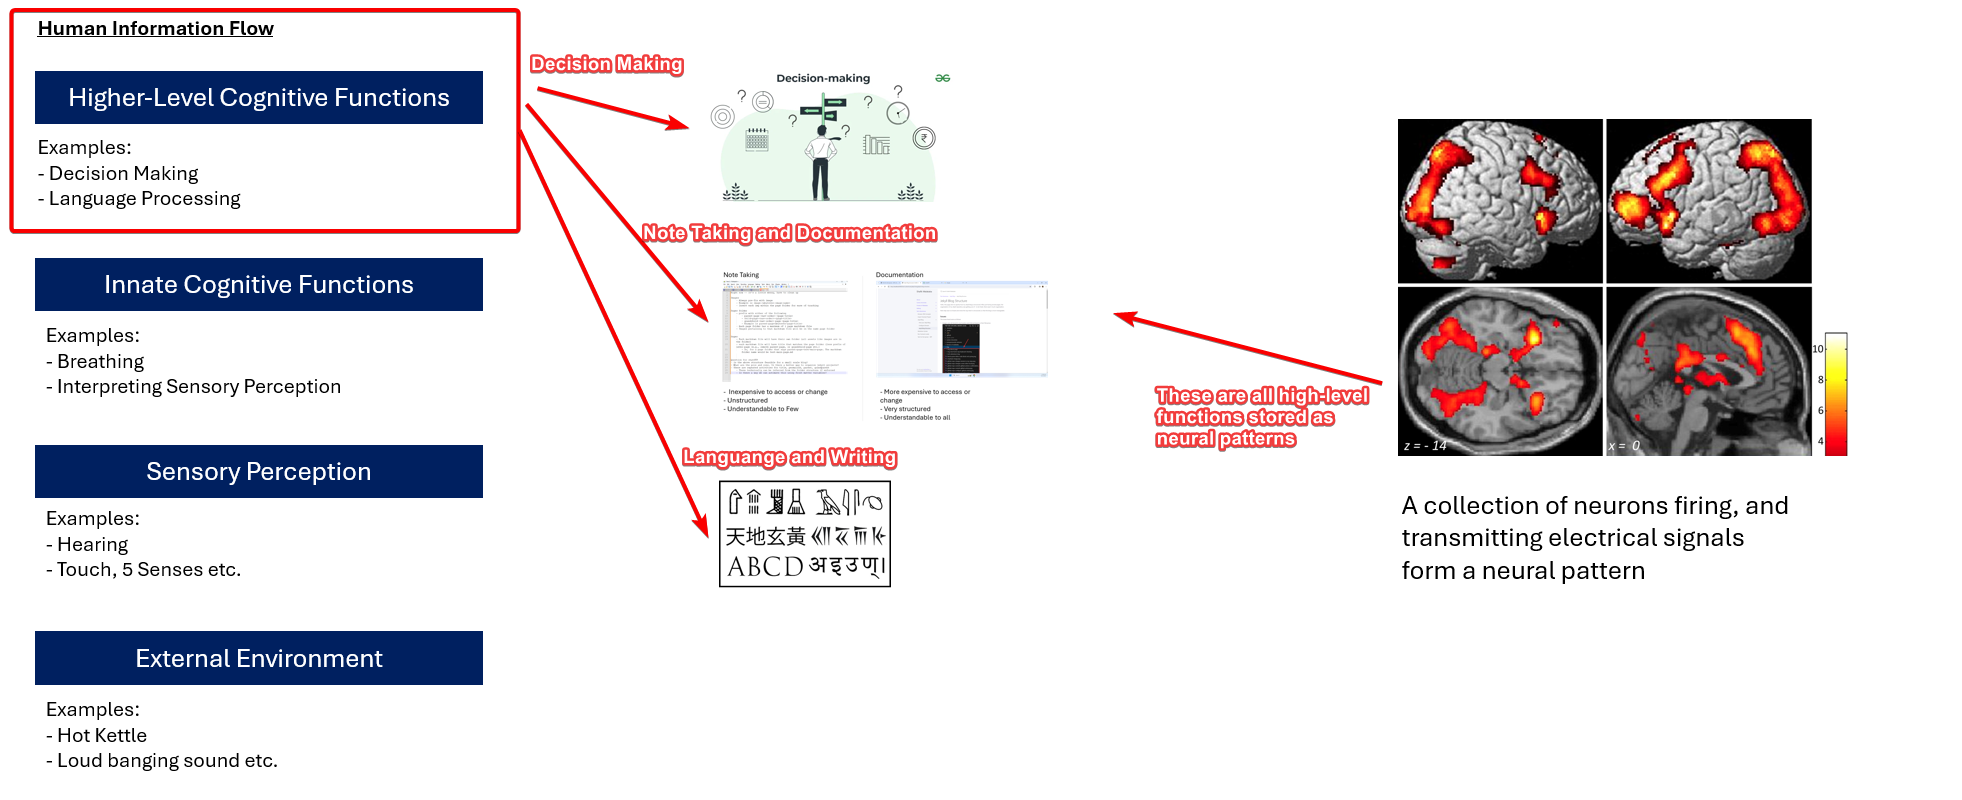 Human Information Flow
Higher-Level Cognitive Functions
Examples:
- Decision Making
- Language Processing
Innate Cognitive Functions
Examples:
- Breathing
- Interpreting Sensory Perception
Sensory Perception
Examples:
- Hearing
- Touch, 5 Senses etc.
External Environment
Examples:
- Hot Kettle
- Loud banging sound etc.
Decision Making
Decision-making
Note Taking and Documentation
Note Taking
- Inexpensive to access or change
- Unstructured
- Understandable to Few
Documentation
- More expensive to access or
change
- Very structured
- Understandable to all
Languange and Writing
天地玄黃
ABCD अइउण्।
These are all high-level
functions stored as
neural patterns
z = - 14
x = 0
10
8
6
4
A collection of neurons firing, and
transmitting electrical signals
form a neural pattern